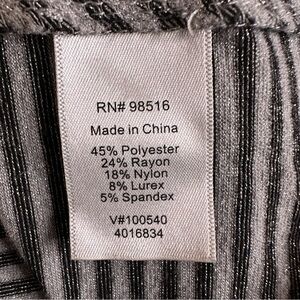 RN# 98516
Made in China
45% Polyester
24% Rayon
18% Nylon
8% Lurex
5% Spandex
V#100540
4016834